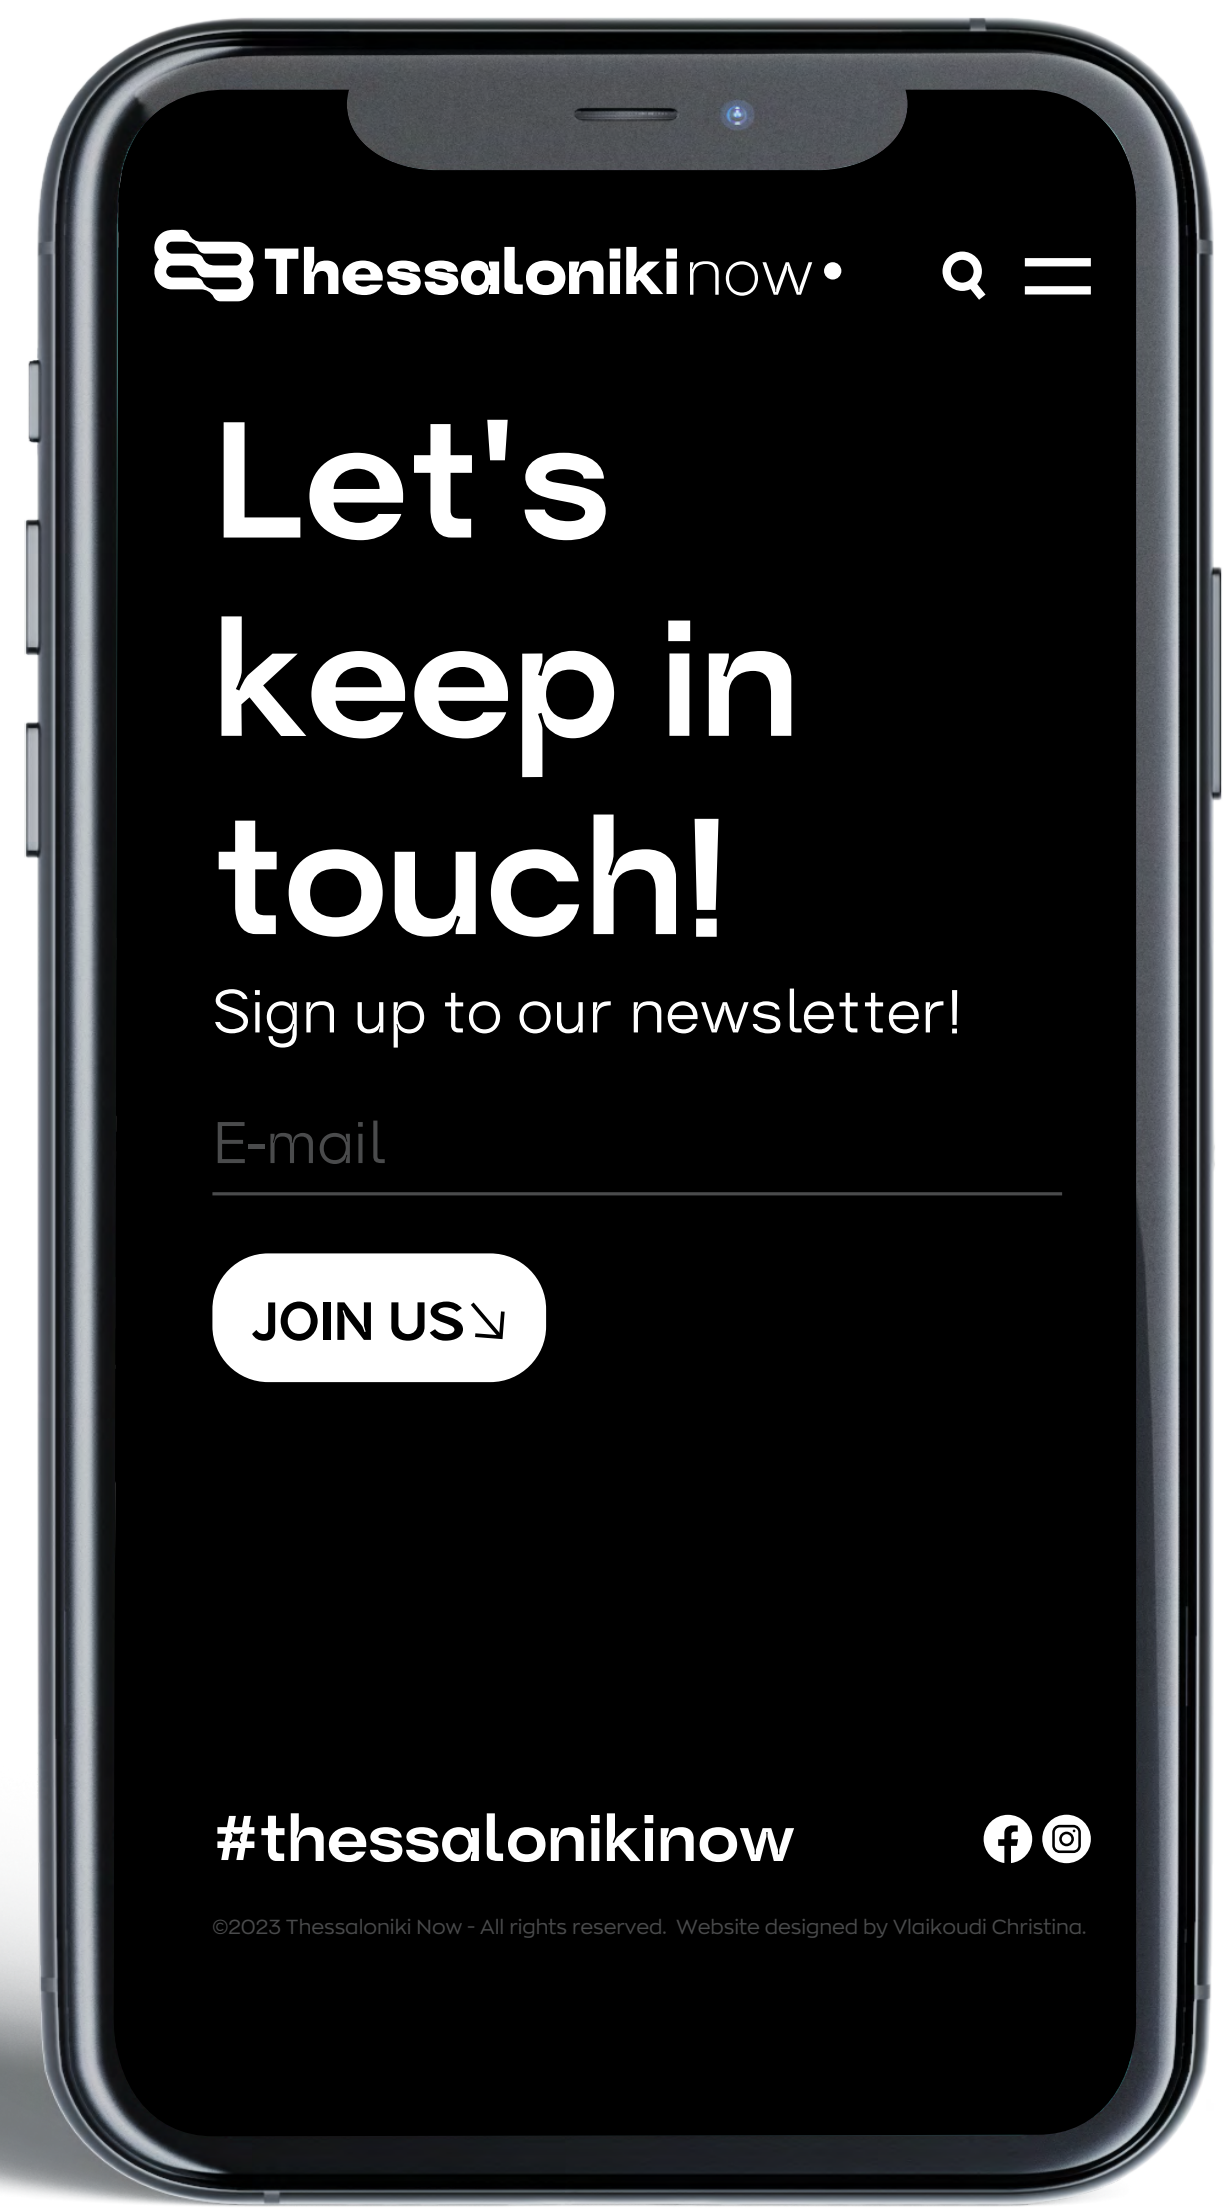 Thessalonikinow•
Let's
keep in
touch!
Sign up to our newsletter!
E-mail
JOIN US↘
#thessalonikinow
©2023 Thessaloniki Now - All rights reserved. Website designed by Vlaikoudi Christina.